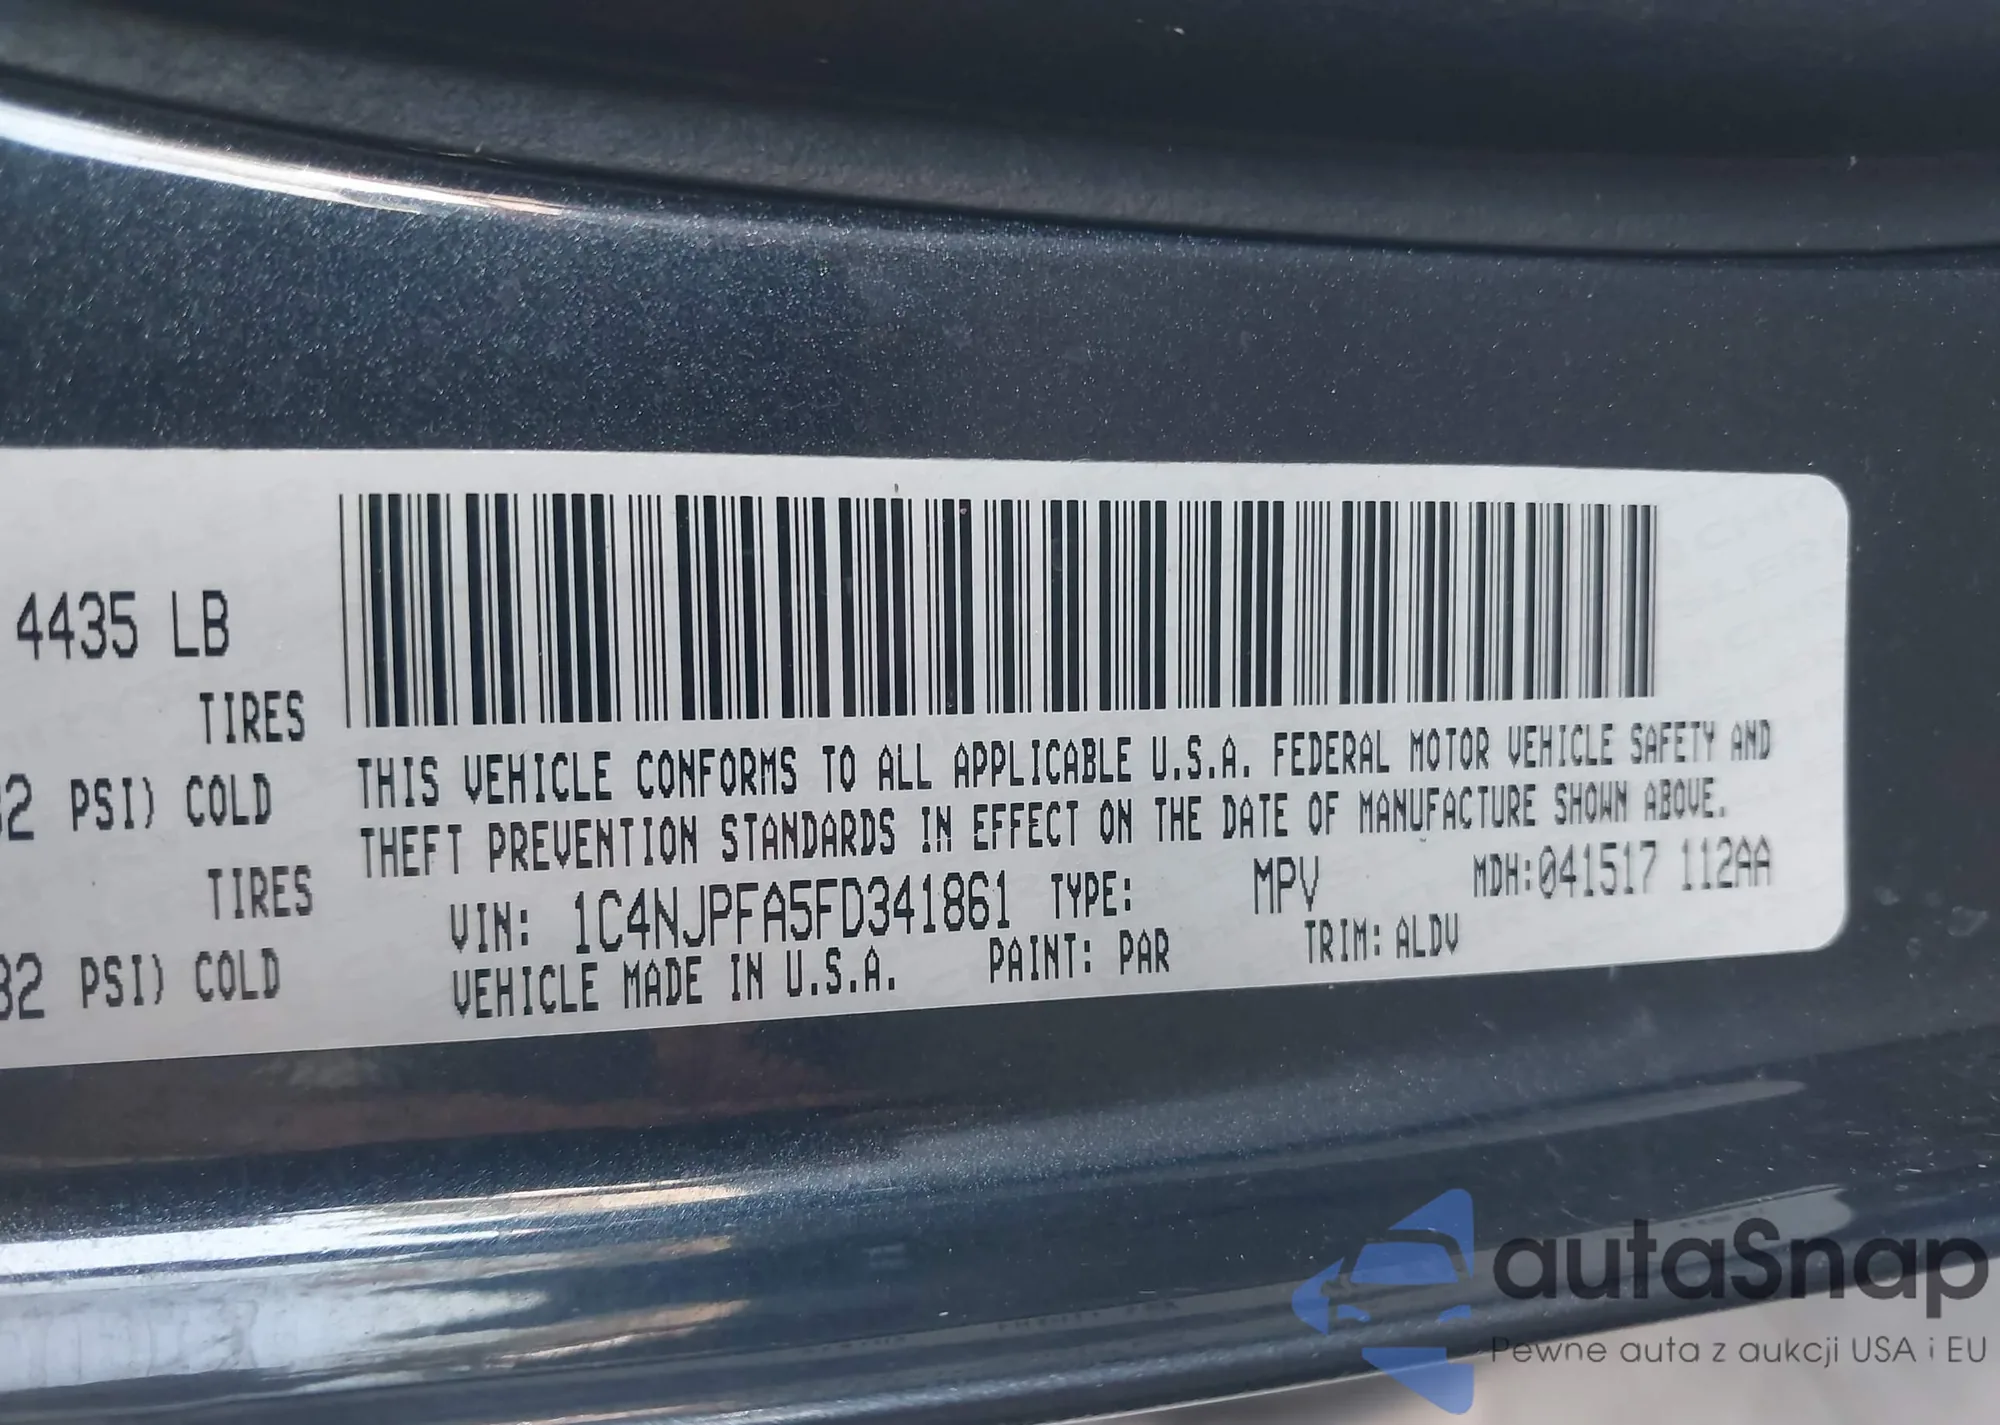 4435 LB
TIRES
32 PSI) COLD
TIRES
32 PSI) COLD
THIS VEHICLE CONFORMS TO ALL APPLICABLE U.S.A. FEDERAL MOTOR VEHICLE SAFETY AND
THEFT PREVENTION STANDARDS IN EFFECT ON THE DATE OF MANUFACTURE SHOWN ABOVE.
VIN: 1C4NJPFA5FD341861 TYPE: MPV MDH:041517 112AA
VEHICLE MADE IN U.S.A. PAINT: PAR TRIM: ALDV
autaSnap
Pewne auta z aukcji USA i EU